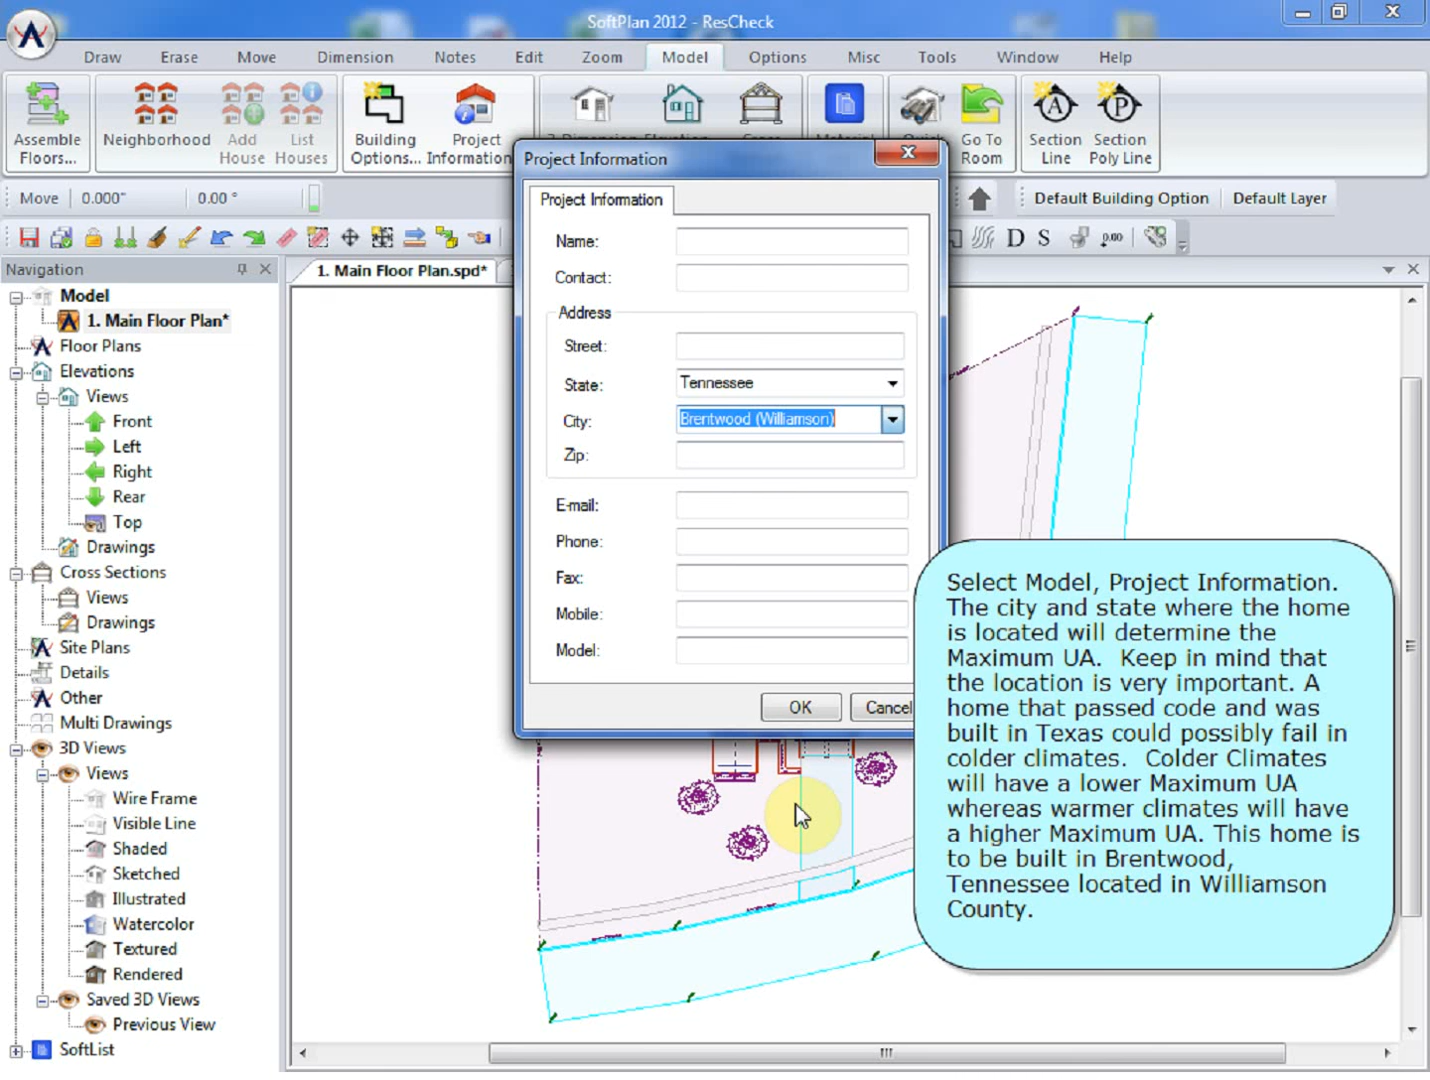 SoftPlan 2012 - ResCheck
Draw Erase Move Dimension Notes Edit Zoom Model Options Misc Tools Window Help
Assemble Floors...
Neighborhood
Add House
List Houses
Building Options...
Project Information
Go To Room
Section Line
Section Poly Line
Move 0.000" 0.00 °
Default Building Option Default Layer
D S 0.00
Navigation
1. Main Floor Plan.spd*
Model
1. Main Floor Plan*
Floor Plans
Elevations
Views
Front
Left
Right
Rear
Top
Drawings
Cross Sections
Views
Drawings
Site Plans
Details
Other
Multi Drawings
3D Views
Views
Wire Frame
Visible Line
Shaded
Sketched
Illustrated
Watercolor
Textured
Rendered
Saved 3D Views
Previous View
SoftList
Project Information
Project Information
Name:
Contact:
Address
Street:
State: Tennessee
City: Brentwood (Williamson)
Zip:
E-mail:
Phone:
Fax:
Mobile:
Model:
OK Cancel
Select Model, Project Information.
The city and state where the home
is located will determine the
Maximum UA. Keep in mind that
the location is very important. A
home that passed code and was
built in Texas could possibly fail in
colder climates. Colder Climates
will have a lower Maximum UA
whereas warmer climates will have
a higher Maximum UA. This home is
to be built in Brentwood,
Tennessee located in Williamson
County.